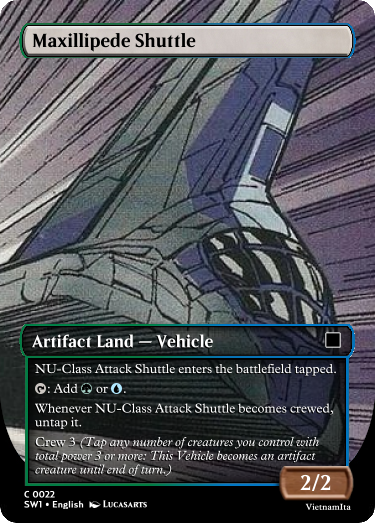 Maxillipede Shuttle
Artifact Land — Vehicle
NU-Class Attack Shuttle enters the battlefield tapped.
: Add or .
Whenever NU-Class Attack Shuttle becomes crewed,
untap it.
Crew 3 (Tap any number of creatures you control with
total power 3 or more: This Vehicle becomes an artifact
creature until end of turn.)
2/2
C 0022
SW1 • English LUCASARTS
VietnamIta